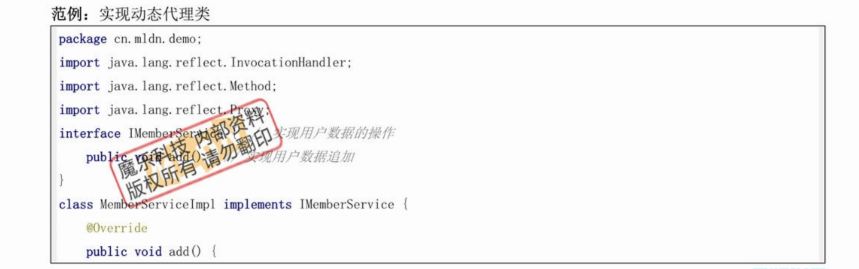 范例：实现动态代理类
package cn.mldn.demo;
import java.lang.reflect.InvocationHandler;
import java.lang.reflect.Method;
import java.lang.reflect.Proxy;
interface IMemberService 实现用户数据的操作
public void add(); 实现用户数据追加
魔乐科技 内部资料
版权所有 请勿翻印
}
class MemberServiceImpl implements IMemberService {
@Override
public void add() {